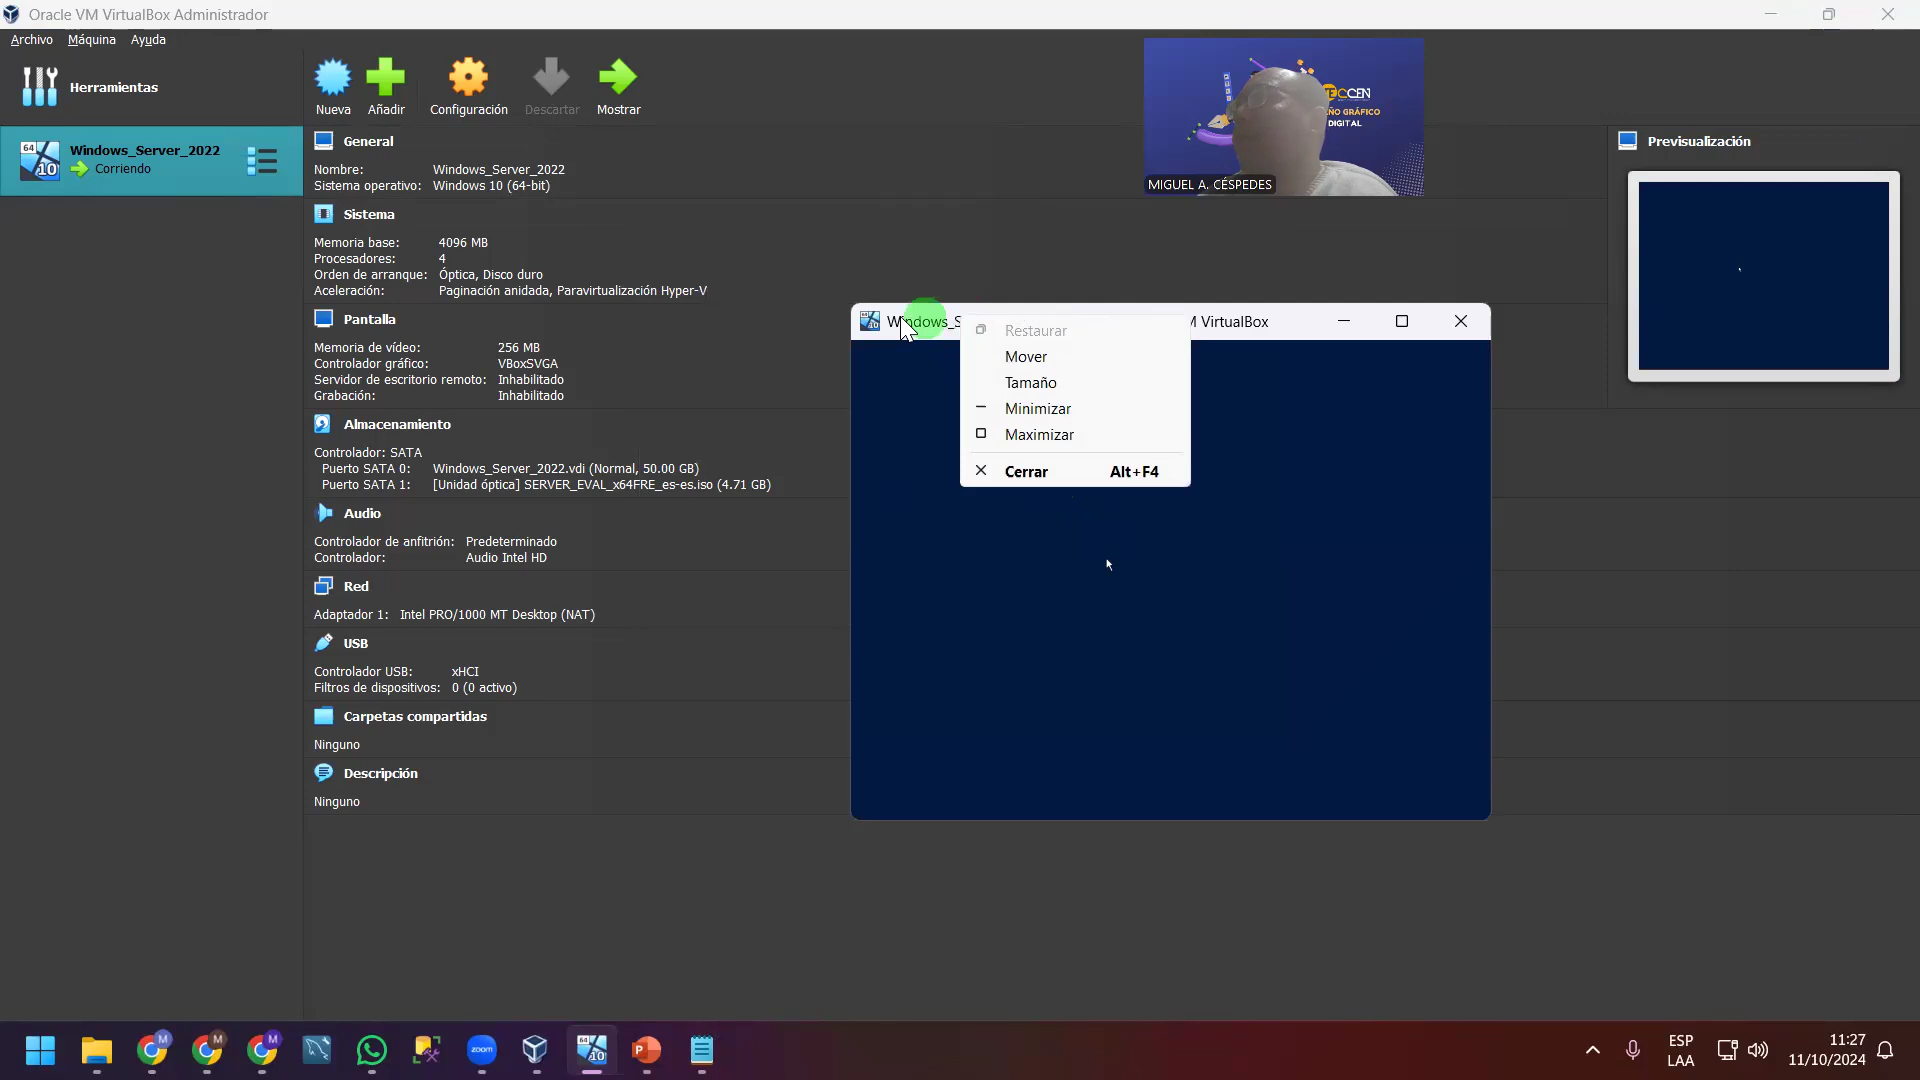 Oracle VM VirtualBox Administrador
Archivo Máquina Ayuda
Herramientas
Nueva Añadir Configuración Descartar Mostrar
64
10
Windows_Server_2022
Corriendo
General
Nombre: Windows_Server_2022
Sistema operativo: Windows 10 (64-bit)
Sistema
Memoria base: 4096 MB
Procesadores: 4
Orden de arranque: Óptica, Disco duro
Aceleración: Paginación anidada, Paravirtualización Hyper-V
Pantalla
Memoria de vídeo: 256 MB
Controlador gráfico: VBoxSVGA
Servidor de escritorio remoto: Inhabilitado
Grabación: Inhabilitado
Almacenamiento
Controlador: SATA
Puerto SATA 0: Windows_Server_2022.vdi (Normal, 50.00 GB)
Puerto SATA 1: [Unidad óptica] SERVER_EVAL_x64FRE_es-es.iso (4.71 GB)
Audio
Controlador de anfitrión: Predeterminado
Controlador: Audio Intel HD
Red
Adaptador 1: Intel PRO/1000 MT Desktop (NAT)
USB
Controlador USB: xHCI
Filtros de dispositivos: 0 (0 activo)
Carpetas compartidas
Ninguno
Descripción
Ninguno
DIGITAL
MIGUEL A. CÉSPEDES
Previsualización
Windows_S M VirtualBox
Restaurar
Mover
Tamaño
Minimizar
Maximizar
Cerrar Alt+F4
M M M zoom 64 10 P
ESP
LAA
11:27
11/10/2024